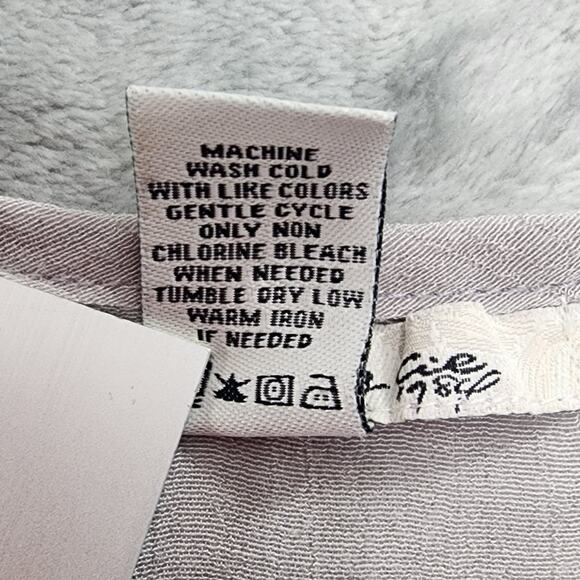 MACHINE
WASH COLD
WITH LIKE COLORS
GENTLE CYCLE
ONLY NON
CHLORINE BLEACH
WHEN NEEDED
TUMBLE DRY LOW
WARM IRON
IF NEEDED